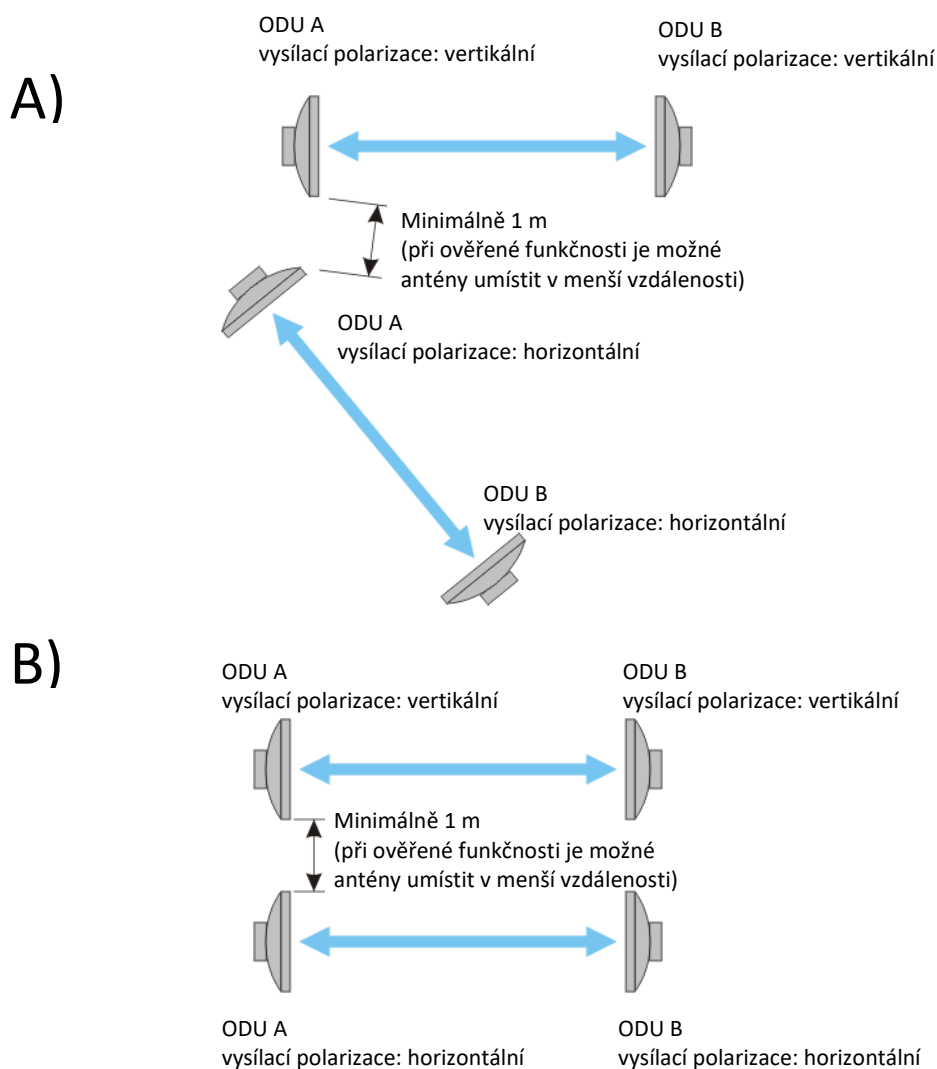 ODU A
vysílací polarizace: vertikální
ODU B
vysílací polarizace: vertikální
A)
Minimálně 1 m
(při ověřené funkčnosti je možné
antény umístit v menší vzdálenosti)
ODU A
vysílací polarizace: horizontální
ODU B
vysílací polarizace: horizontální
B)
ODU A
vysílací polarizace: vertikální
ODU B
vysílací polarizace: vertikální
Minimálně 1 m
(při ověřené funkčnosti je možné
antény umístit v menší vzdálenosti)
ODU A
vysílací polarizace: horizontální
ODU B
vysílací polarizace: horizontální